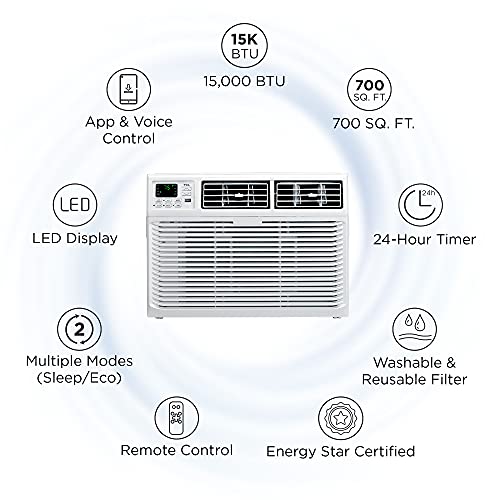 15K
BTU
15,000 BTU
700
SQ. FT.
700 SQ. FT.
App & Voice
Control
TCL
LED
LED Display
24h
24-Hour Timer
2
Multiple Modes
(Sleep/Eco)
Washable &
Reusable Filter
Remote Control
Energy Star Certified